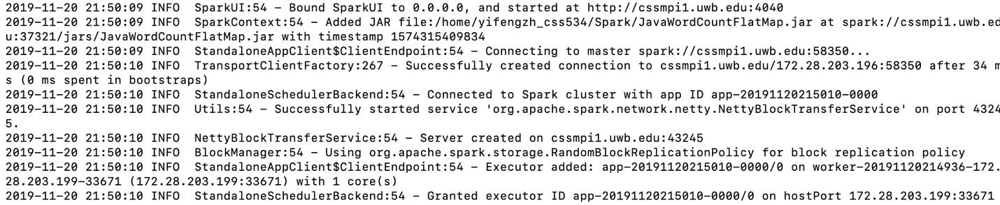 2019-11-20 21:50:09 INFO  SparkUI:54 - Bound SparkUI to 0.0.0.0, and started at http://cssmpi1.uwb.edu:4040
2019-11-20 21:50:09 INFO  SparkContext:54 - Added JAR file:/home/yifengzh_css534/Spark/JavaWordCountFlatMap.jar at spark://cssmpi1.uwb.ed
u:37321/jars/JavaWordCountFlatMap.jar with timestamp 1574315409834
2019-11-20 21:50:09 INFO  StandaloneAppClient$ClientEndpoint:54 - Connecting to master spark://cssmpi1.uwb.edu:58350...
2019-11-20 21:50:10 INFO  TransportClientFactory:267 - Successfully created connection to cssmpi1.uwb.edu/172.28.203.196:58350 after 34 m
s (0 ms spent in bootstraps)
2019-11-20 21:50:10 INFO  StandaloneSchedulerBackend:54 - Connected to Spark cluster with app ID app-20191120215010-0000
2019-11-20 21:50:10 INFO  Utils:54 - Successfully started service 'org.apache.spark.network.netty.NettyBlockTransferService' on port 4324
5.
2019-11-20 21:50:10 INFO  NettyBlockTransferService:54 - Server created on cssmpi1.uwb.edu:43245
2019-11-20 21:50:10 INFO  BlockManager:54 - Using org.apache.spark.storage.RandomBlockReplicationPolicy for block replication policy
2019-11-20 21:50:10 INFO  StandaloneAppClient$ClientEndpoint:54 - Executor added: app-20191120215010-0000/0 on worker-20191120214936-172.
28.203.199-33671 (172.28.203.199:33671) with 1 core(s)
2019-11-20 21:50:10 INFO  StandaloneSchedulerBackend:54 - Granted executor ID app-20191120215010-0000/0 on hostPort 172.28.203.199:33671